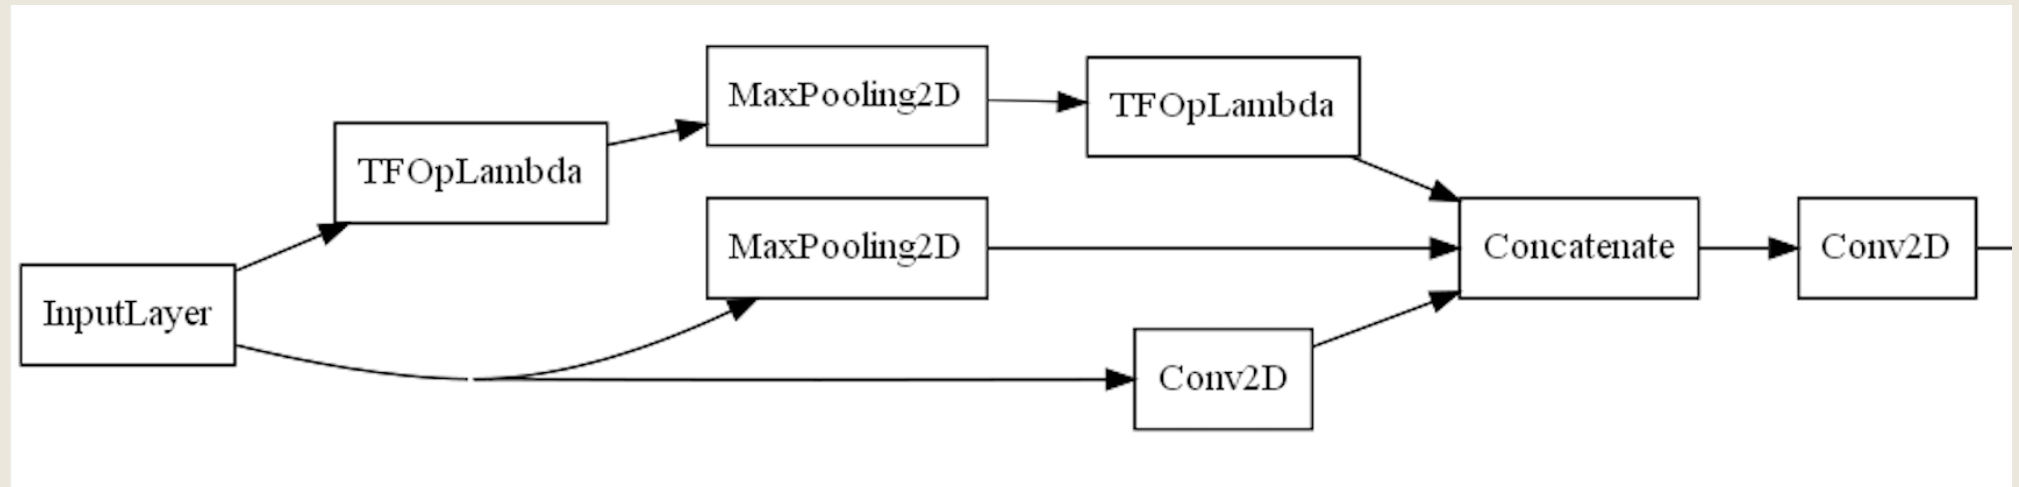 MaxPooling2D
TFOpLambda
TFOpLambda
MaxPooling2D
Concatenate
Conv2D
InputLayer
Conv2D